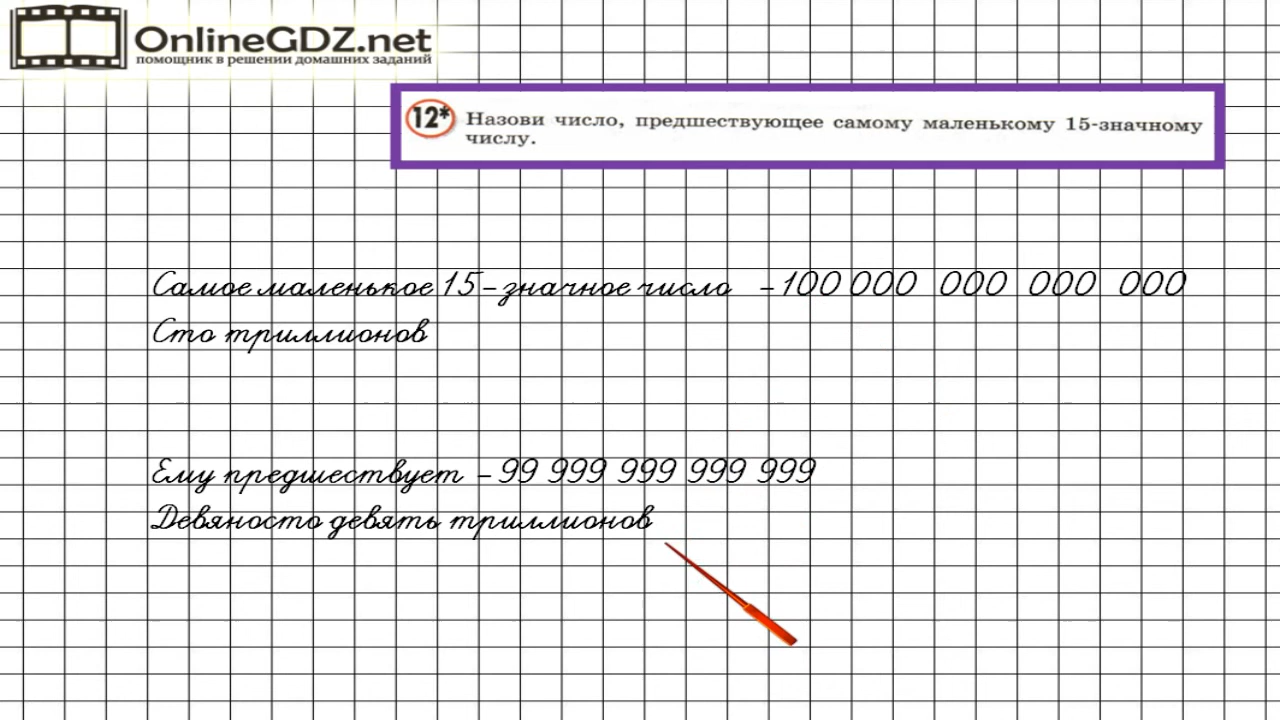 OnlineGDZ.net
помощник в решении домашних заданий
12* Назови число, предшествующее самому маленькому 15-значному
числу.
Самое маленькое 15-значное число - 100 000 000 000 000
Сто триллионов
Ему предшествует - 99 999 999 999 999
Девяносто девять триллионов